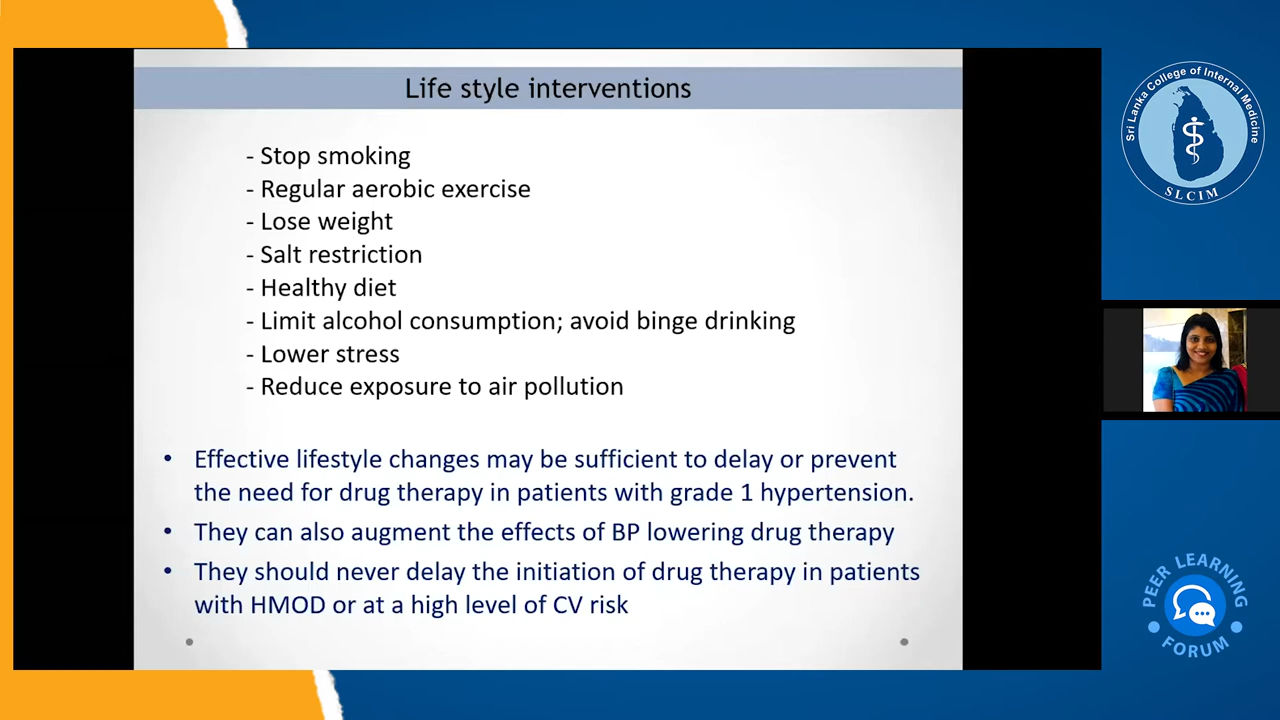 Life style interventions
- Stop smoking
- Regular aerobic exercise
- Lose weight
- Salt restriction
- Healthy diet
- Limit alcohol consumption; avoid binge drinking
- Lower stress
- Reduce exposure to air pollution
• Effective lifestyle changes may be sufficient to delay or prevent
the need for drug therapy in patients with grade 1 hypertension.
• They can also augment the effects of BP lowering drug therapy
• They should never delay the initiation of drug therapy in patients
with HMOD or at a high level of CV risk
Sri Lanka College of Internal Medicine
SLCIM
PEER LEARNING
FORUM